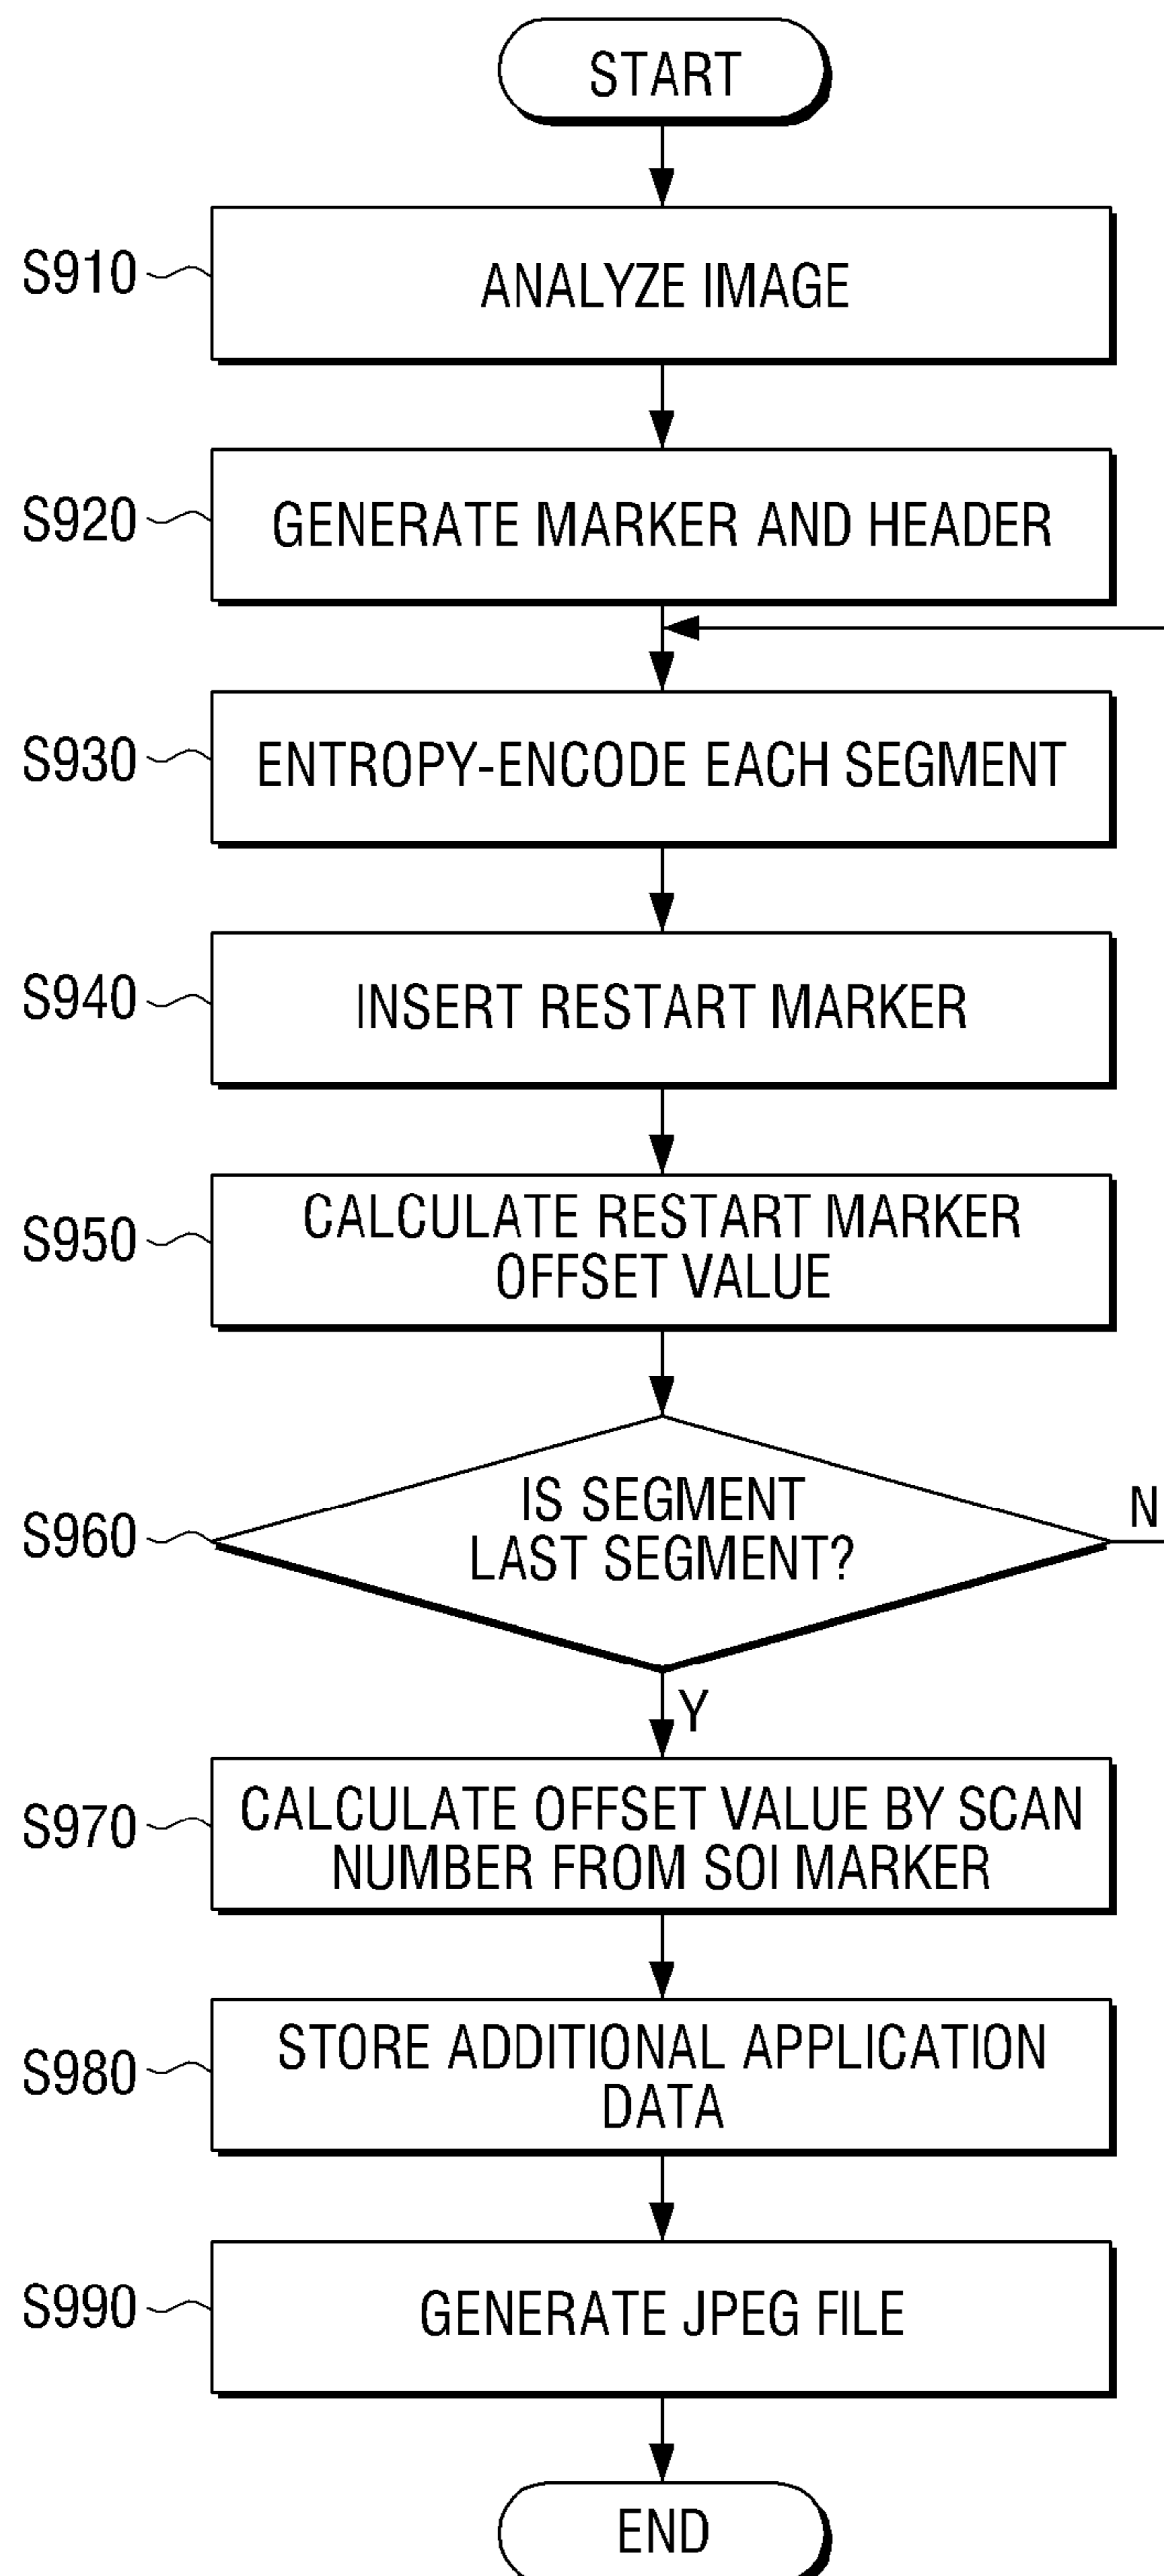 START
S910
ANALYZE IMAGE
S920
GENERATE MARKER AND HEADER
S930
ENTROPY-ENCODE EACH SEGMENT
S940
INSERT RESTART MARKER
S950
CALCULATE RESTART MARKER
OFFSET VALUE
S960
IS SEGMENT
LAST SEGMENT?
N
Y
S970
CALCULATE OFFSET VALUE BY SCAN
NUMBER FROM SOI MARKER
S980
STORE ADDITIONAL APPLICATION
DATA
S990
GENERATE JPEG FILE
END